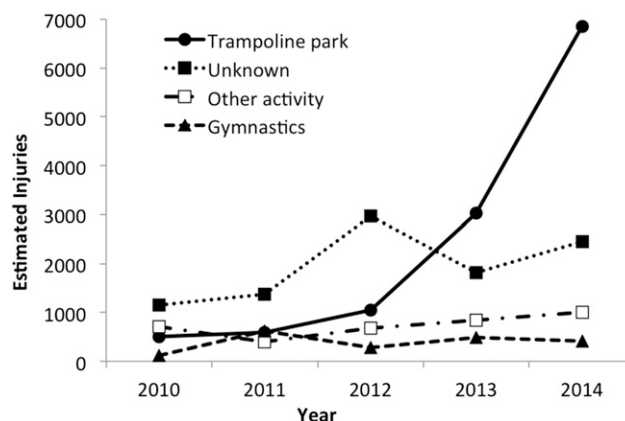 7000
6000
5000
4000
3000
2000
1000
0
Estimated Injuries
Trampoline park
Unknown
Other activity
Gymnastics
2010 2011 2012 2013 2014
Year